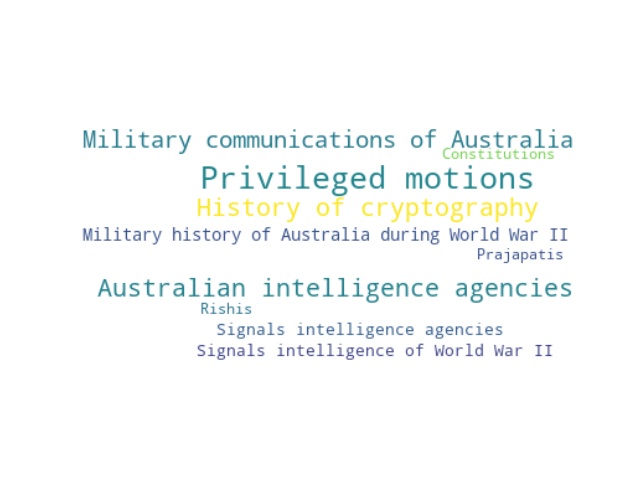 Military communications of Australia
Constitutions
Privileged motions
History of cryptography
Military history of Australia during World War II
Prajapatis
Australian intelligence agencies
Rishis
Signals intelligence agencies
Signals intelligence of World War II